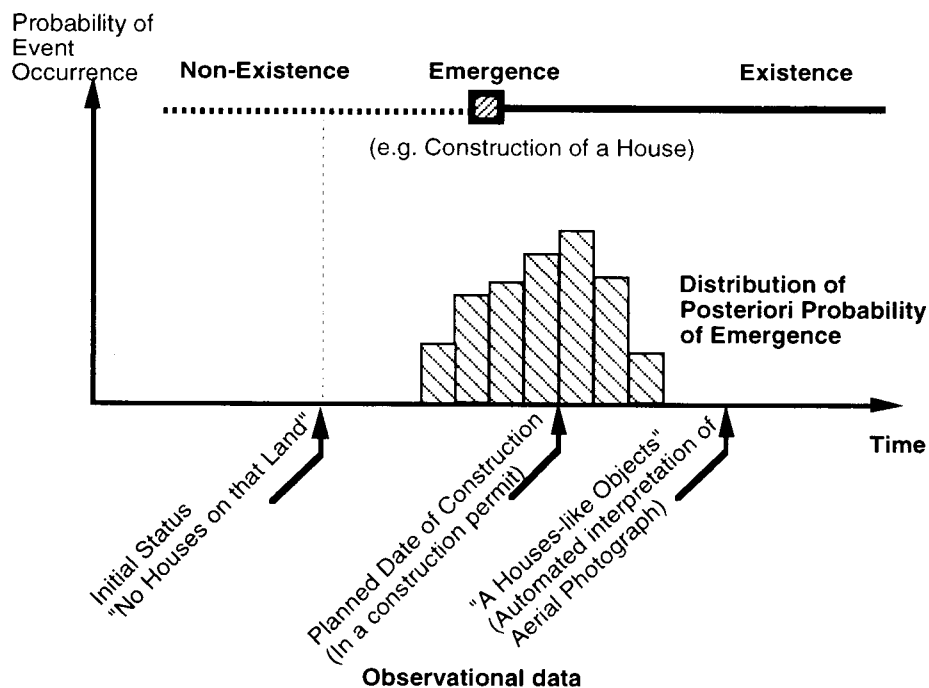 Probability of
Event
Occurrence
Non-Existence
Emergence
Existence
(e.g. Construction of a House)
Distribution of
Posteriori Probability
of Emergence
Time
Initial Status
"No Houses on that Land"
Planned Date of Construction
(In a construction permit)
"A Houses-like Objects"
(Automated interpretation of
Aerial Photograph)
Observational data